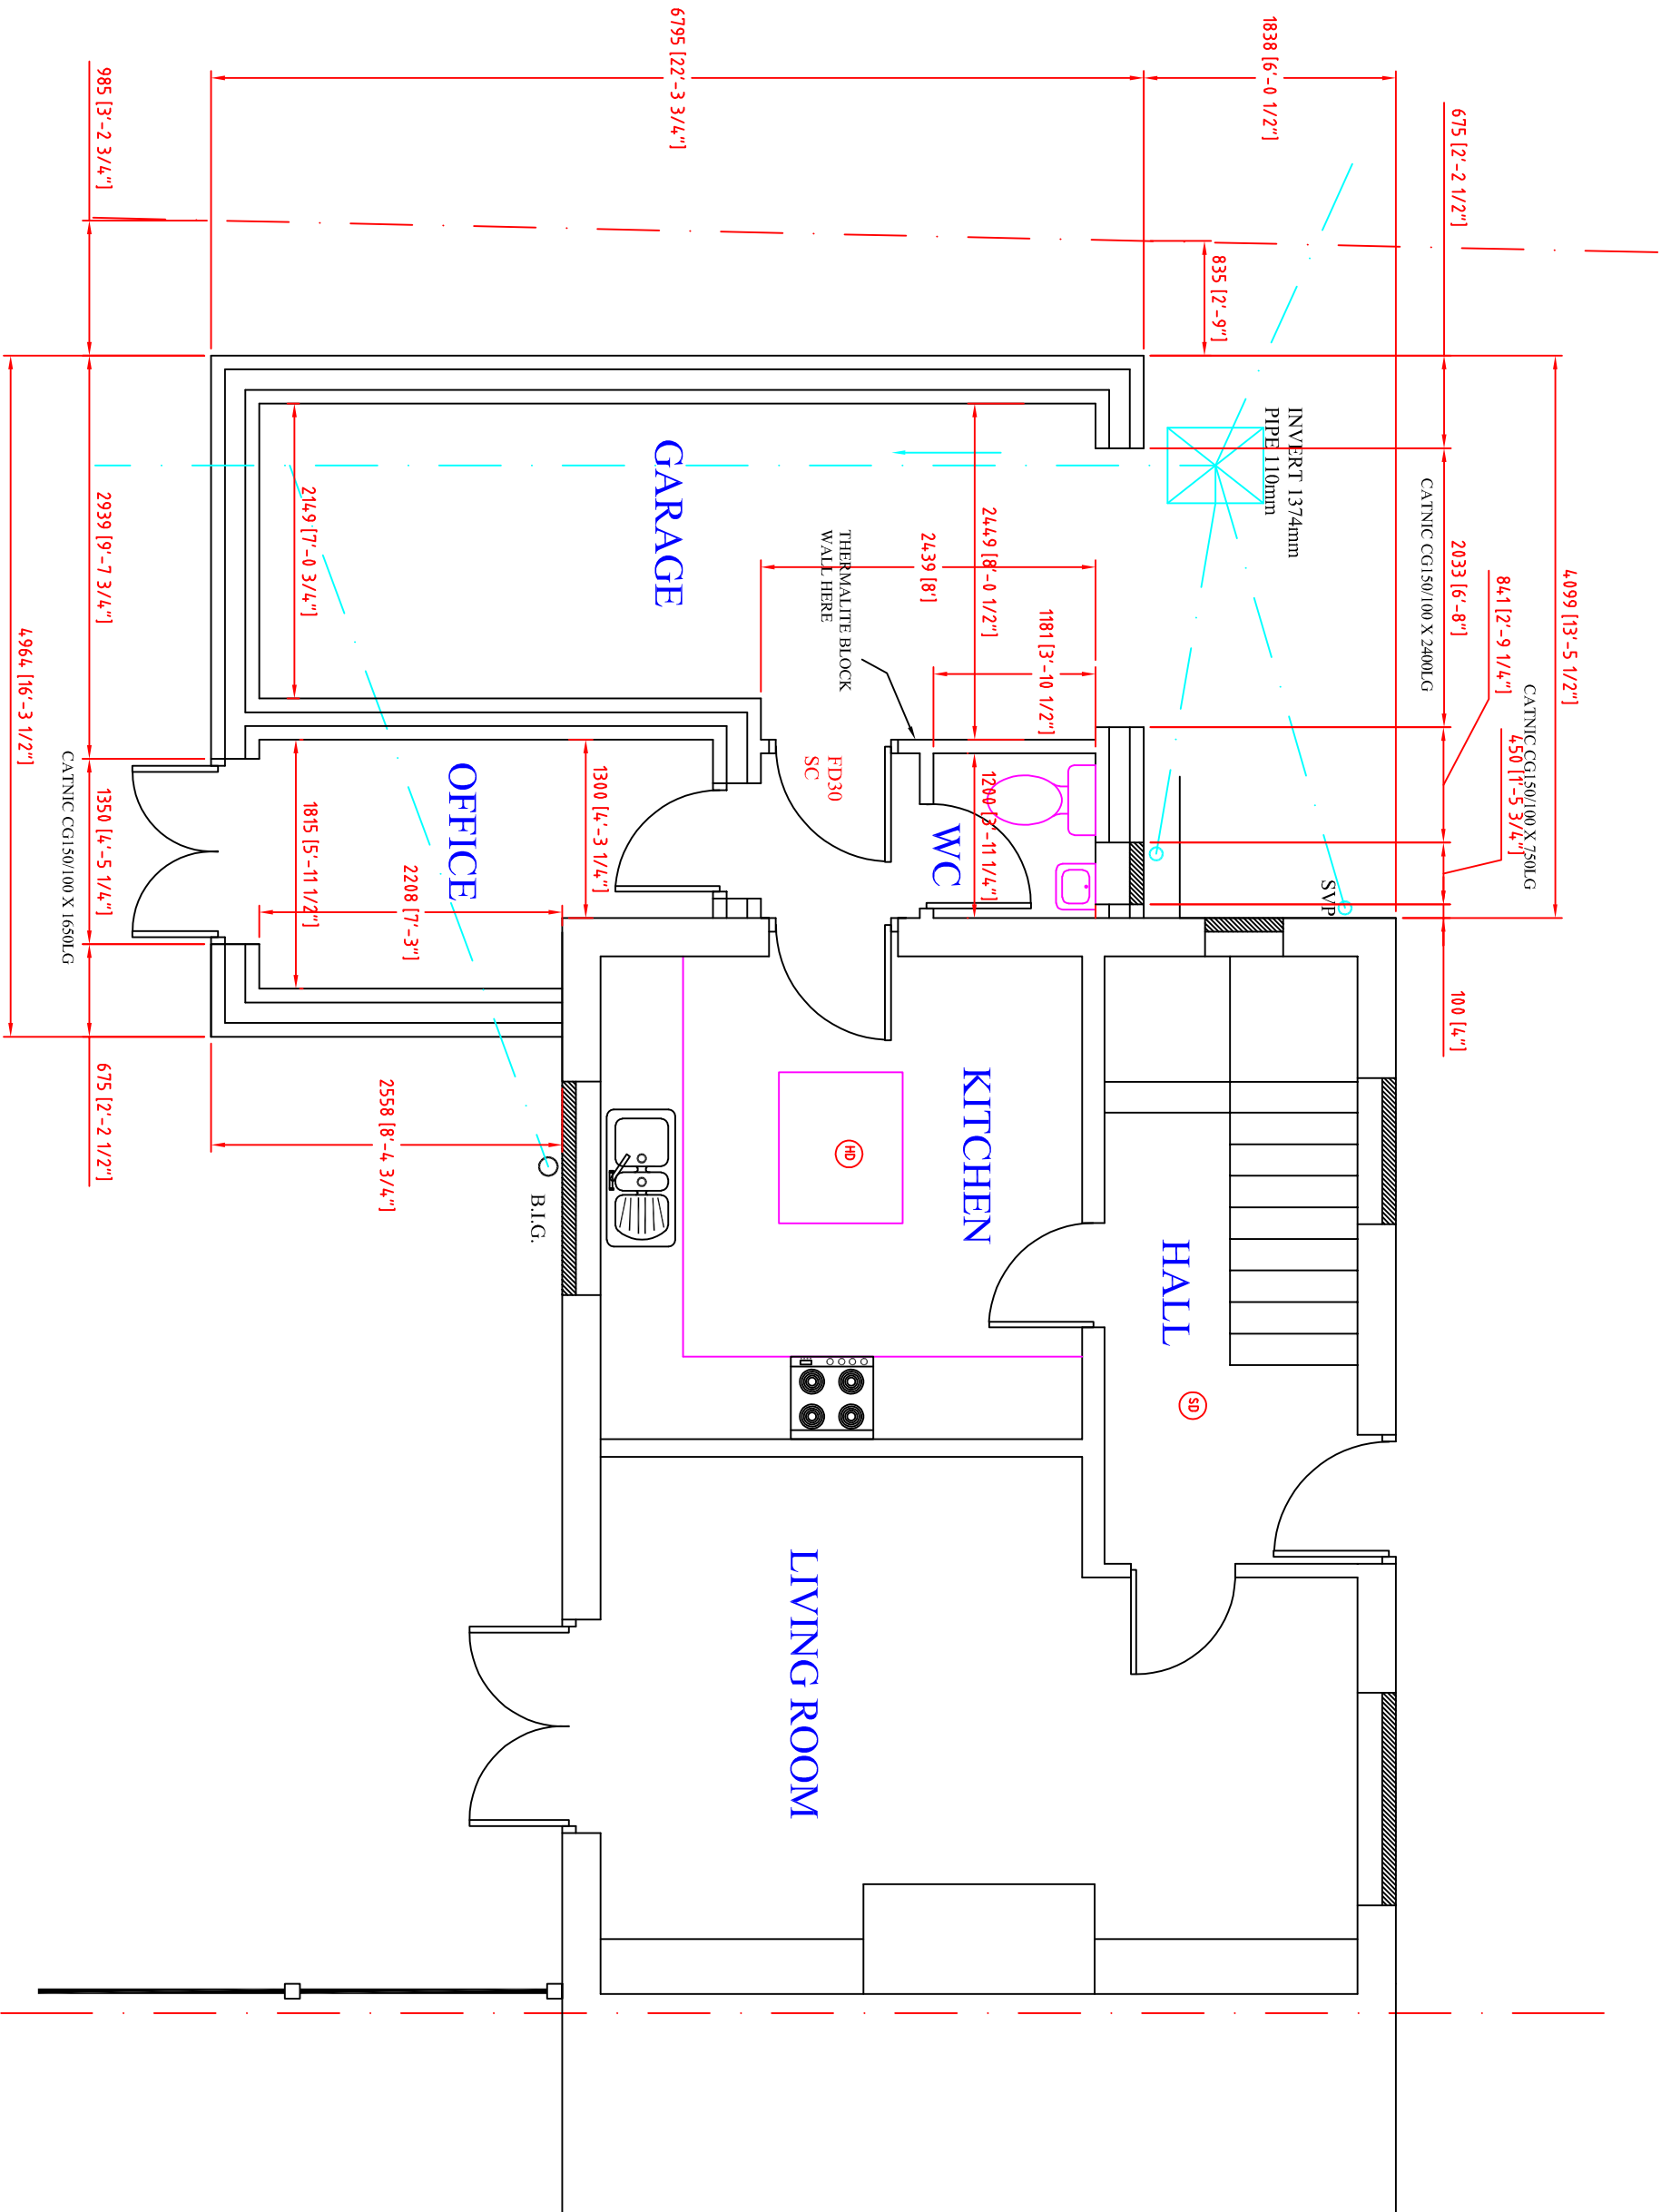 4099 [13'-5 1/2"]
CATNIC CG150/100 X 750LG
450 [1'-5 3/4"]
841 [2'-9 1/4"]
675 [2'-2 1/2"]
2033 [6'-8"]
100 [4"]
CATNIC CG150/100 X 2400LG
SVP
INVERT 1374mm
PIPE 110mm
1838 [6'-0 1/2"]
835 [2'-9"]
HALL
SD
1181 [3'-10 1/2"]
2449 [8'-0 1/2"]
1200 [3'-11 1/4"]
KITCHEN
WC
2439 [8']
THERMALITE BLOCK
WALL HERE
HD
FD30
SC
LIVING ROOM
6795 [22'-3 3/4"]
GARAGE
1300 [4'-3 1/4"]
B.I.G.
OFFICE
2208 [7'-3"]
2558 [8'-4 3/4"]
2149 [7'-0 3/4"]
1815 [5'-11 1/2"]
985 [3'-2 3/4"]
2939 [9'-7 3/4"]
1350 [4'-5 1/4"]
675 [2'-2 1/2"]
CATNIC CG150/100 X 1650LG
4964 [16'-3 1/2"]